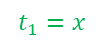 t₁ = x